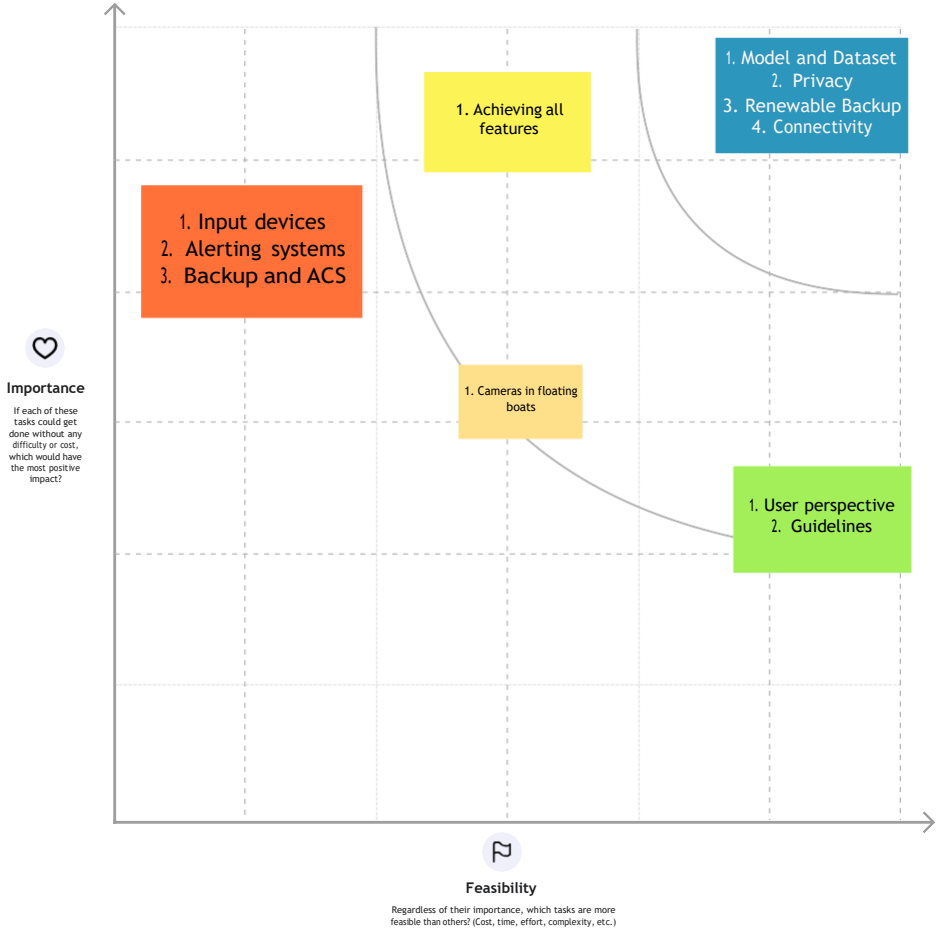 1. Model and Dataset
2. Privacy
3. Renewable Backup
4. Connectivity
1. Achieving all
features
1. Input devices
2. Alerting systems
3. Backup and ACS
Importance
If each of these
tasks could get
done without any
difficulty or cost,
which would have
the most positive
impact?
1. Cameras in floating
boats
1. User perspective
2. Guidelines
Feasibility
Regardless of their importance, which tasks are more
feasible than others? (Cost, time, effort, complexity, etc.)